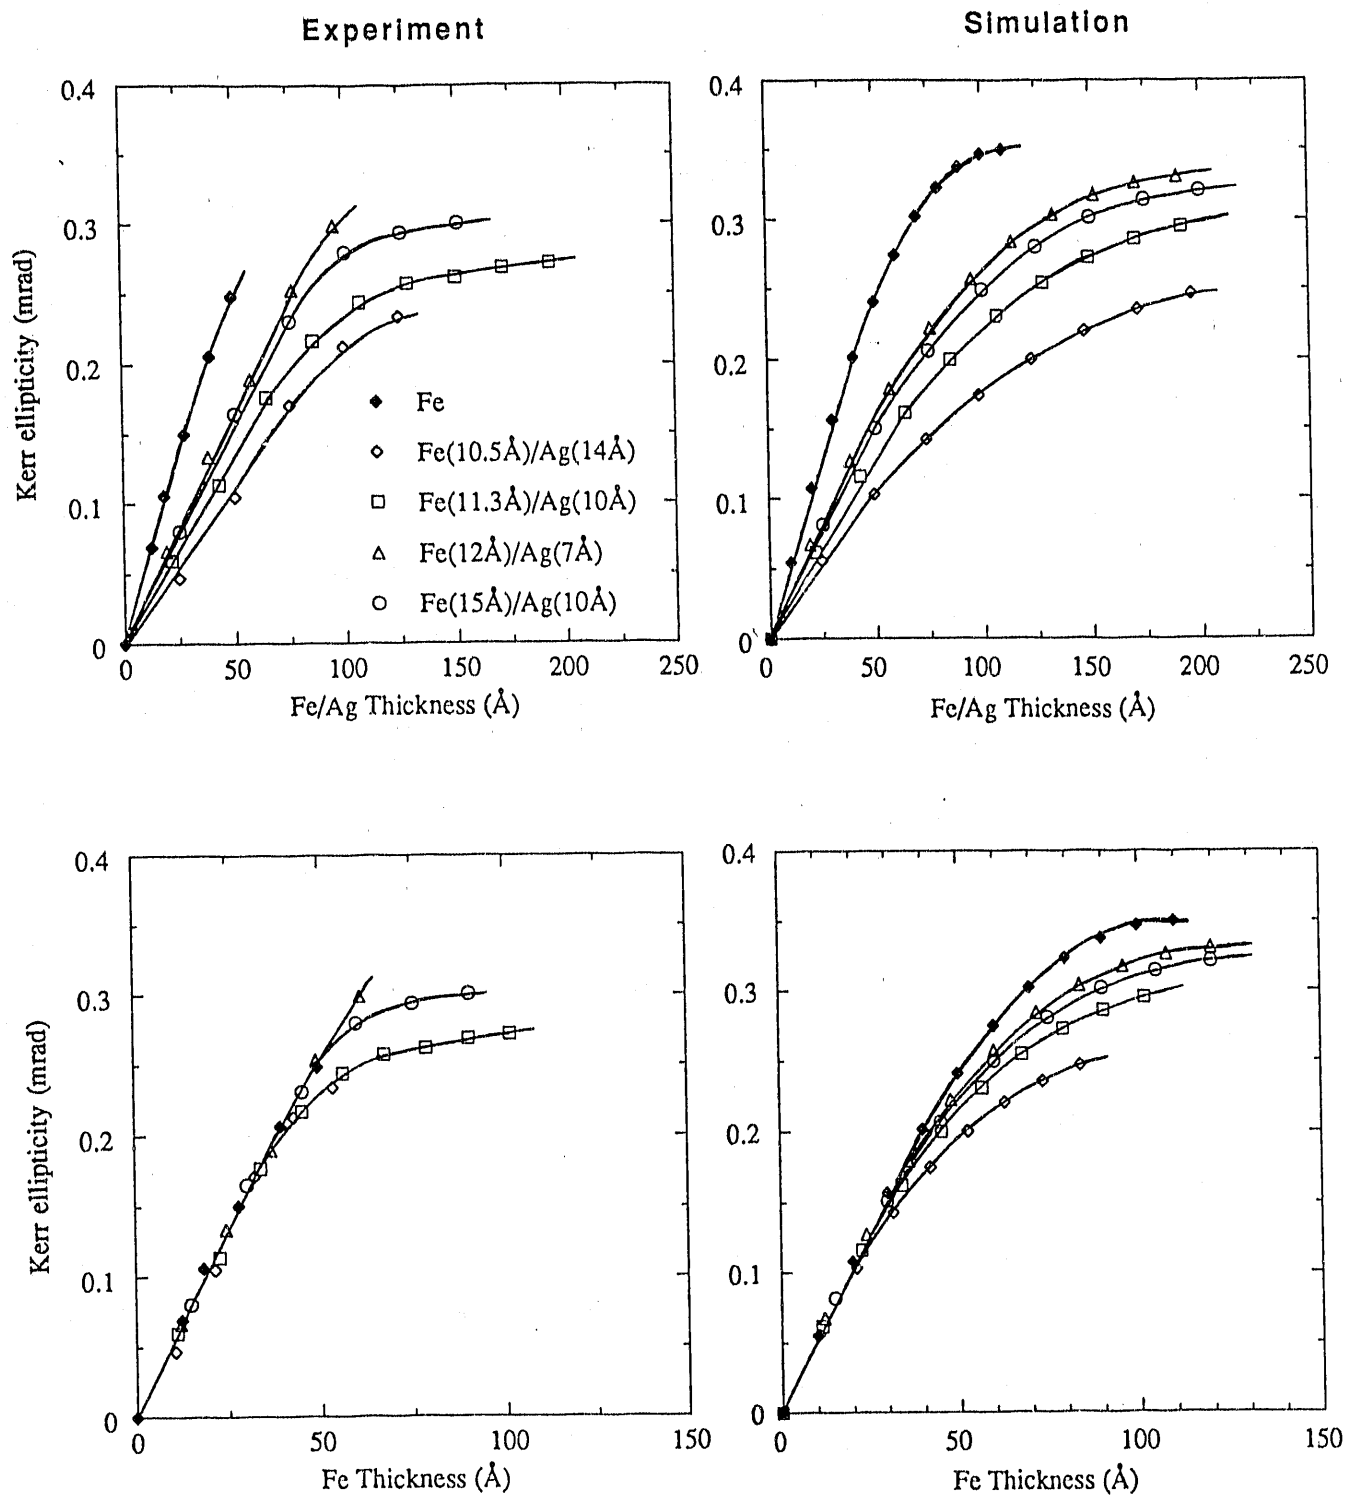 Experiment
Simulation
0.4
0.3
0.2
0.1
0
Kerr ellipticity (mrad)
Fe
Fe(10.5Å)/Ag(14Å)
Fe(11.3Å)/Ag(10Å)
Fe(12Å)/Ag(7Å)
Fe(15Å)/Ag(10Å)
0 50 100 150 200 250
Fe/Ag Thickness (Å)
0.4
0.3
0.2
0.1
0
0 50 100 150 200 250
Fe/Ag Thickness (Å)
0.4
0.3
0.2
0.1
0
Kerr ellipticity (mrad)
0 50 100 150
Fe Thickness (Å)
0.4
0.3
0.2
0.1
0
0 50 100 150
Fe Thickness (Å)